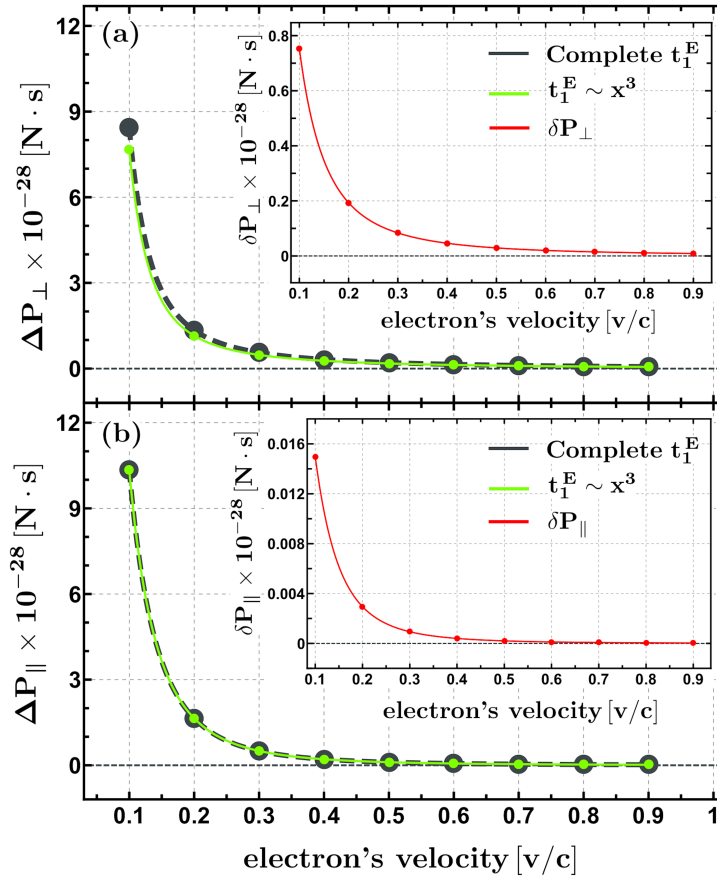 (a)
ΔP⊥ × 10⁻²⁸ [N · s]
12
9
6
3
0
δP⊥ × 10⁻²⁸ [N · s]
0.8
0.6
0.4
0.2
0
Complete t₁ᴱ
t₁ᴱ ∼ x³
δP⊥
0.1 0.2 0.3 0.4 0.5 0.6 0.7 0.8 0.9
electron's velocity [v/c]
(b)
ΔP∥ × 10⁻²⁸ [N · s]
12
9
6
3
0
δP∥ × 10⁻²⁸ [N · s]
0.016
0.012
0.008
0.004
0
Complete t₁ᴱ
t₁ᴱ ∼ x³
δP∥
0.1 0.2 0.3 0.4 0.5 0.6 0.7 0.8 0.9
electron's velocity [v/c]
0.1 0.2 0.3 0.4 0.5 0.6 0.7 0.8 0.9 1
electron's velocity [v/c]